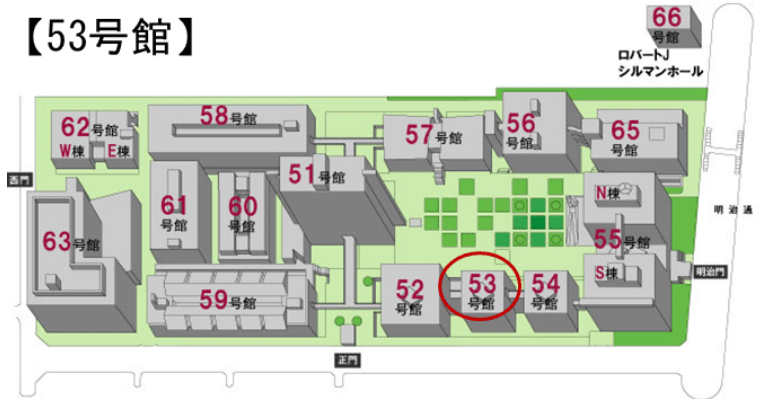 【53号館】
66
号館
ロバートJ
シルマンホール
62号館
W棟 E棟
58号館
57号館
56
号館
65
号館
51号館
西門
61
号館
60
号館
N棟
明治通
63号館
55
号館
S棟
明治門
59号館
52
号館
53
号館
54
号館
正門